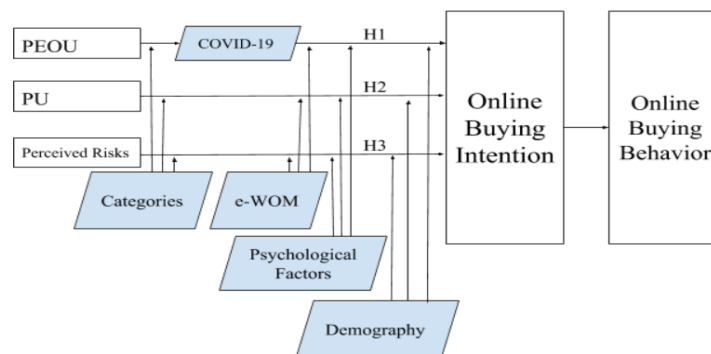 PEOU
COVID-19
H1
PU
H2
Perceived Risks
H3
Online
Buying
Intention
Online
Buying
Behavior
Categories
e-WOM
Psychological
Factors
Demography